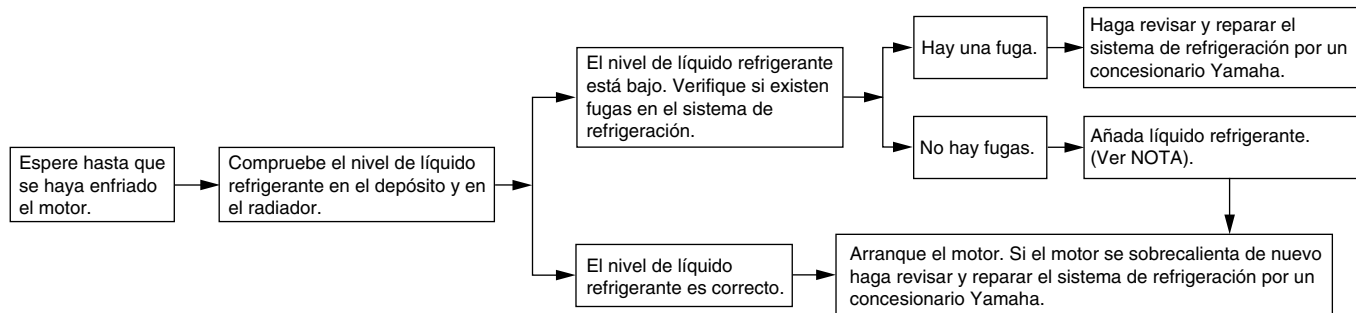 Espere hasta que
se haya enfriado
el motor.
Compruebe el nivel de líquido
refrigerante en el depósito y en
el radiador.
El nivel de líquido refrigerante
está bajo. Verifique si existen
fugas en el sistema de
refrigeración.
Hay una fuga.
Haga revisar y reparar el
sistema de refrigeración por un
concesionario Yamaha.
No hay fugas.
Añada líquido refrigerante.
(Ver NOTA).
El nivel de líquido
refrigerante es correcto.
Arranque el motor. Si el motor se sobrecalienta de nuevo
haga revisar y reparar el sistema de refrigeración por un
concesionario Yamaha.